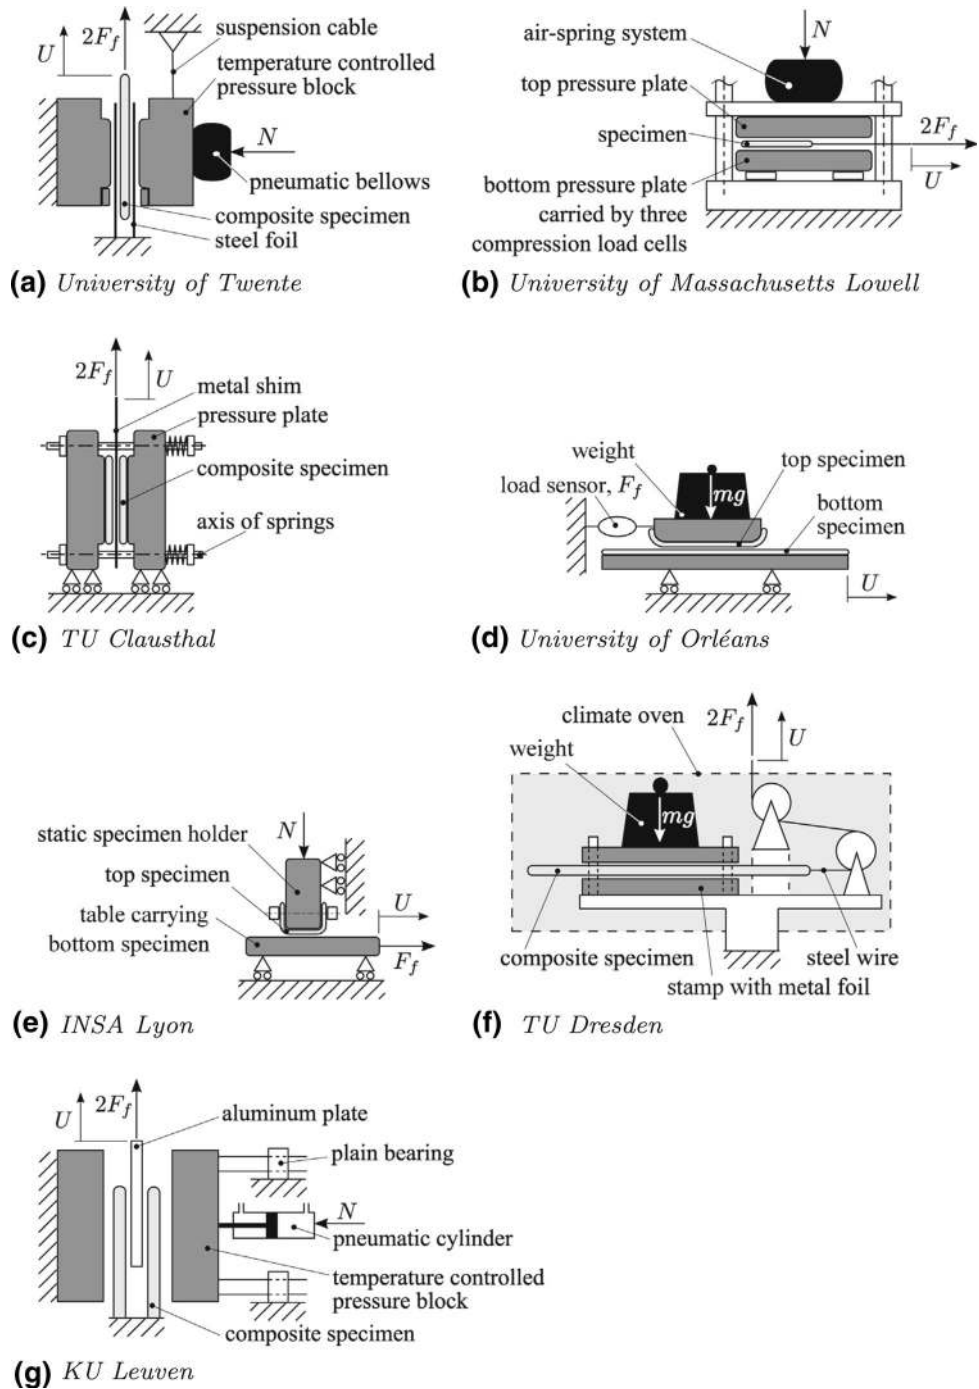 2F_f
U
suspension cable
temperature controlled
pressure block
N
pneumatic bellows
composite specimen
steel foil
(a) University of Twente
N
air-spring system
top pressure plate
specimen
2F_f
U
bottom pressure plate
carried by three
compression load cells
(b) University of Massachusetts Lowell
2F_f
U
metal shim
pressure plate
composite specimen
axis of springs
(c) TU Clausthal
weight
top specimen
load sensor, F_f
mg
bottom
specimen
U
(d) University of Orléans
N
static specimen holder
top specimen
U
table carrying
bottom specimen
F_f
(e) INSA Lyon
climate oven
2F_f
U
weight
mg
composite specimen
steel wire
stamp with metal foil
(f) TU Dresden
U
2F_f
aluminum plate
plain bearing
N
pneumatic cylinder
temperature controlled
pressure block
composite specimen
(g) KU Leuven